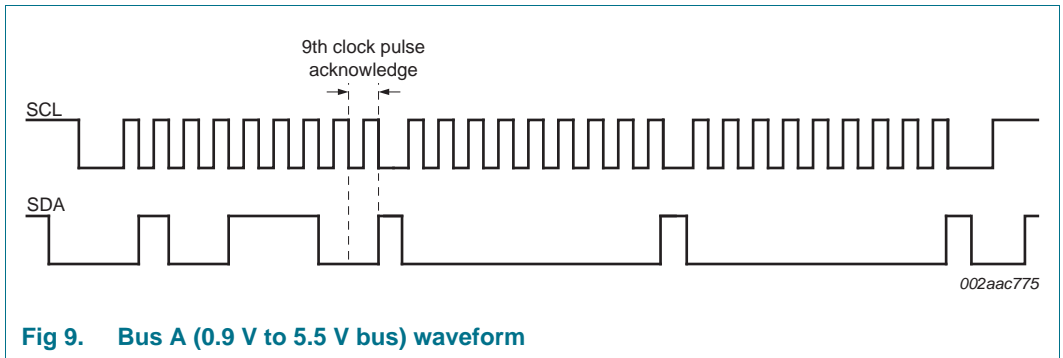 9th clock pulse
acknowledge
SCL
SDA
002aac775
Fig 9. Bus A (0.9 V to 5.5 V bus) waveform